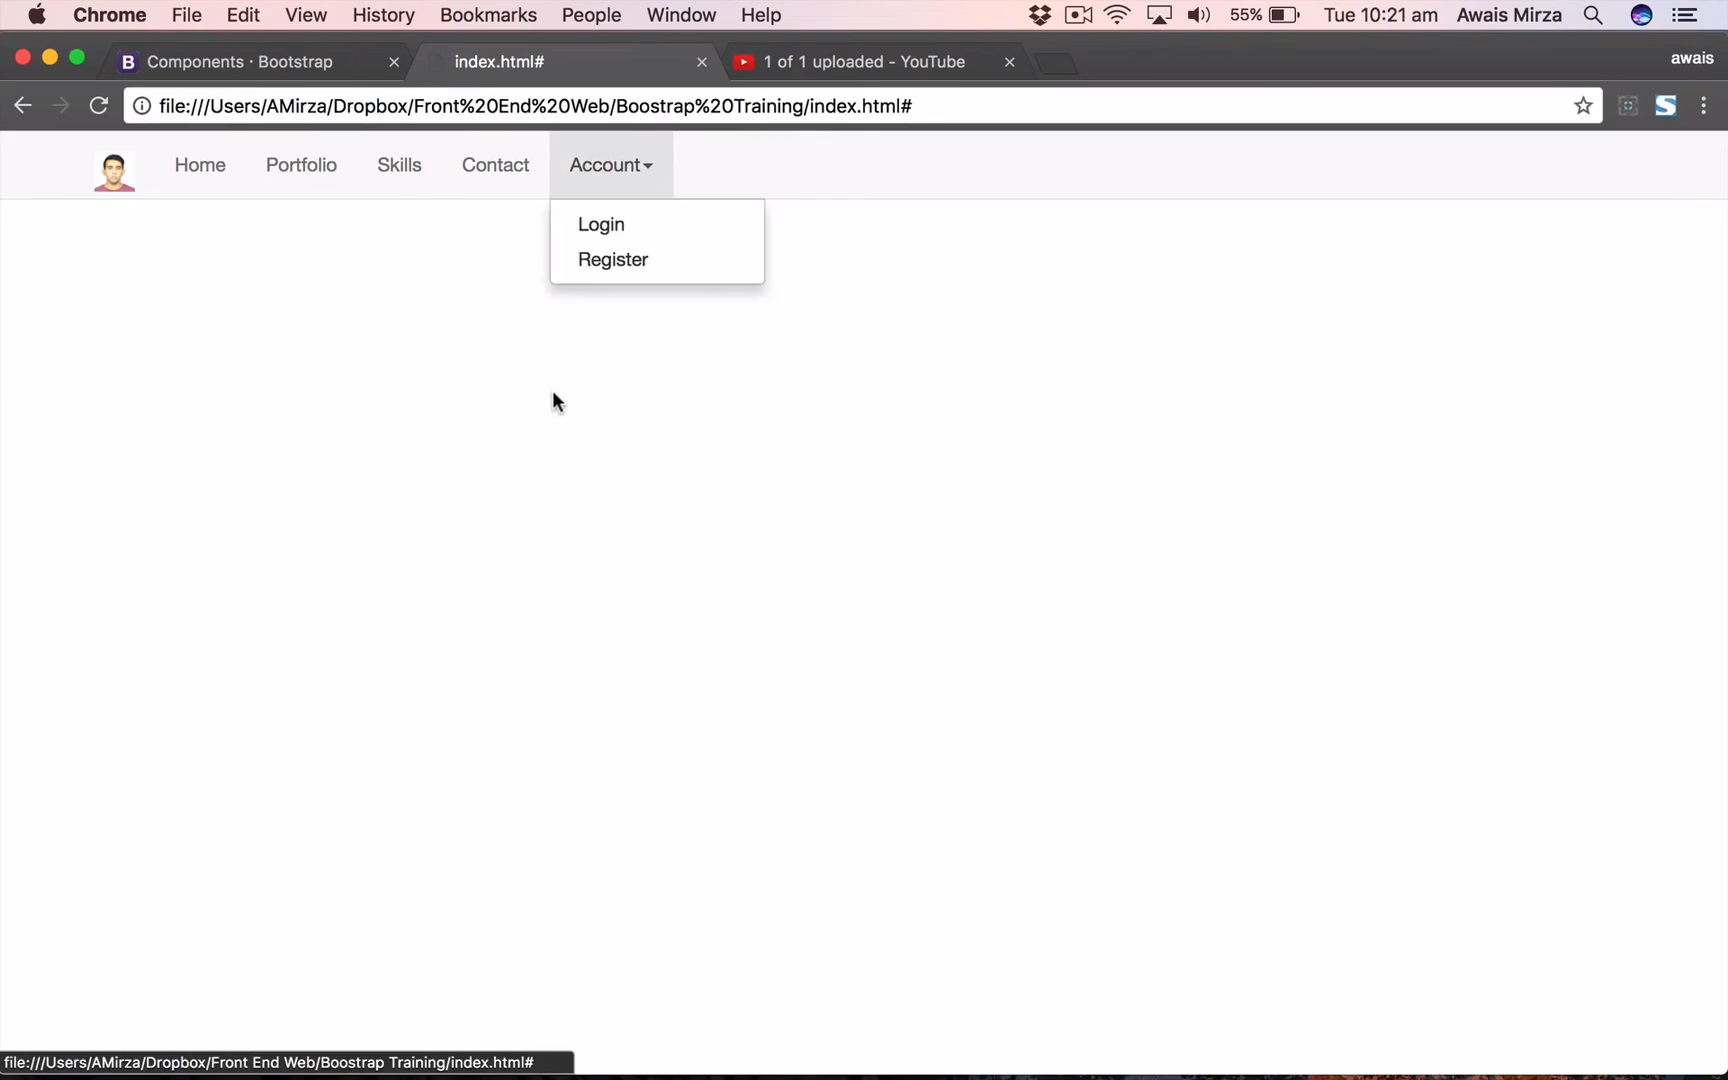 Chrome File Edit View History Bookmarks People Window Help 55% Tue 10:21 am Awais Mirza
B Components · Bootstrap index.html# 1 of 1 uploaded - YouTube awais
file:///Users/AMirza/Dropbox/Front%20End%20Web/Boostrap%20Training/index.html# S
Home Portfolio Skills Contact Account
Login
Register
file:///Users/AMirza/Dropbox/Front End Web/Boostrap Training/index.html#